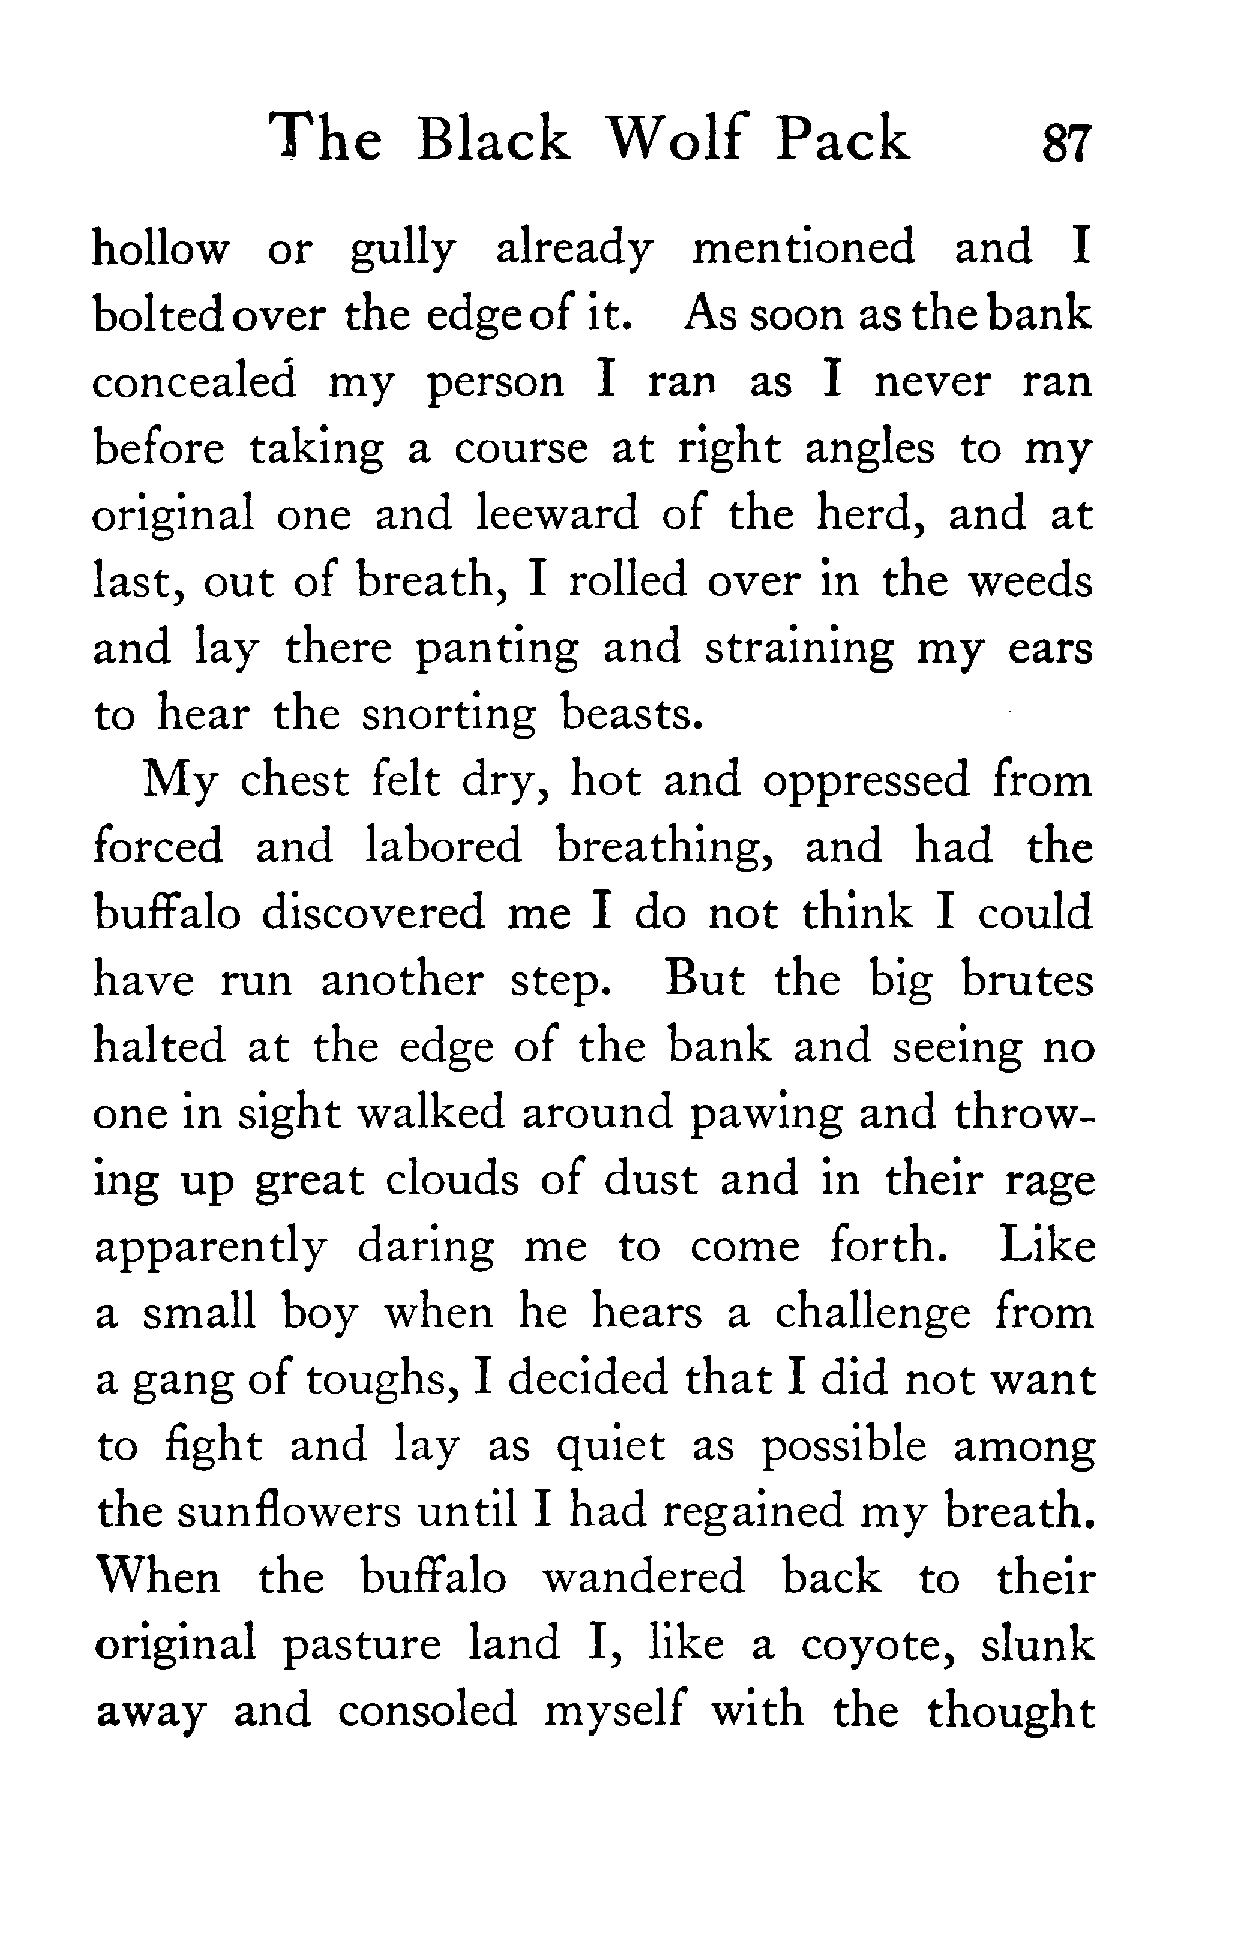 The Black Wolf Pack 87
hollow or gully already mentioned and I
bolted over the edge of it. As soon as the bank
concealed my person I ran as I never ran
before taking a course at right angles to my
original one and leeward of the herd, and at
last, out of breath, I rolled over in the weeds
and lay there panting and straining my ears
to hear the snorting beasts.
My chest felt dry, hot and oppressed from
forced and labored breathing, and had the
buffalo discovered me I do not think I could
have run another step. But the big brutes
halted at the edge of the bank and seeing no
one in sight walked around pawing and throw-
ing up great clouds of dust and in their rage
apparently daring me to come forth. Like
a small boy when he hears a challenge from
a gang of toughs, I decided that I did not want
to fight and lay as quiet as possible among
the sunflowers until I had regained my breath.
When the buffalo wandered back to their
original pasture land I, like a coyote, slunk
away and consoled myself with the thought